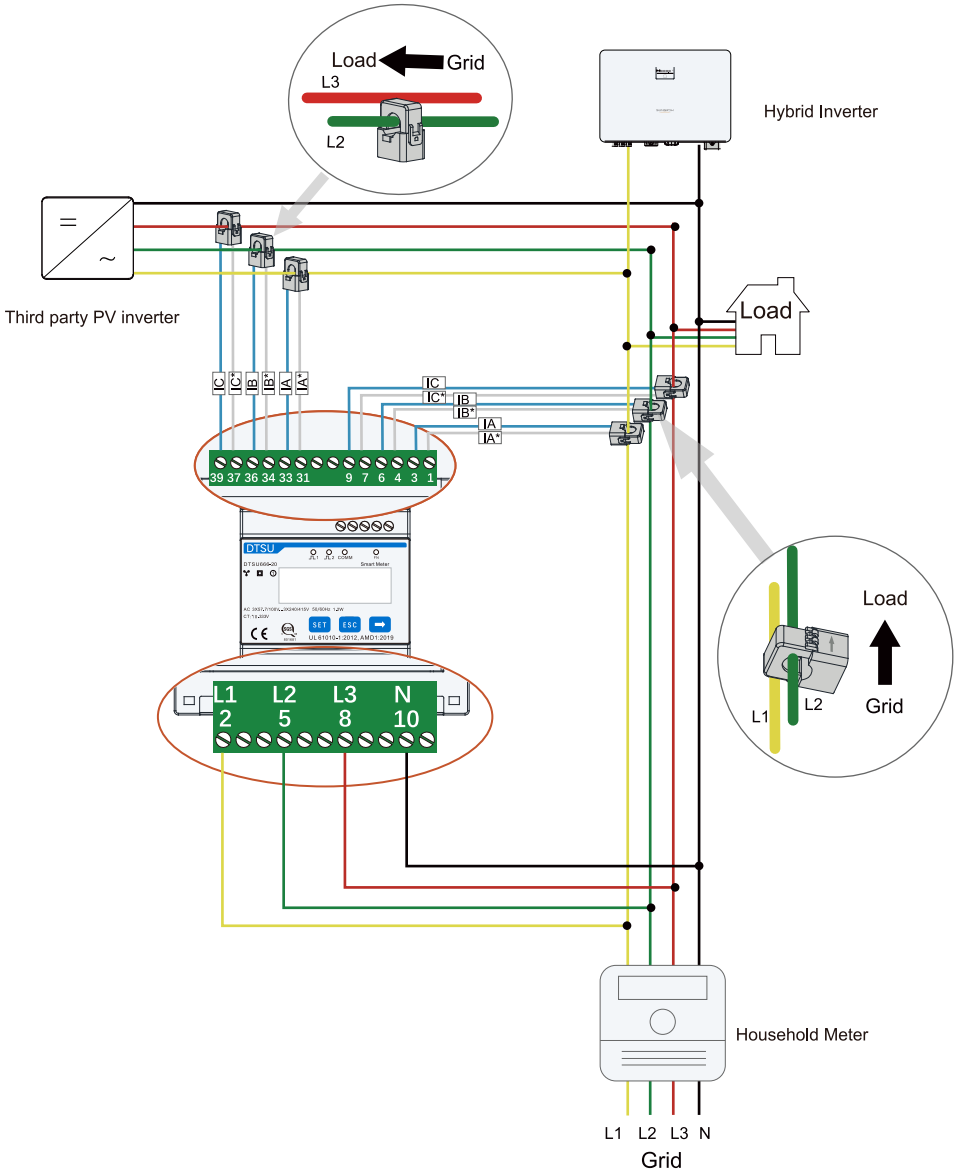 Load
Grid
L3
L2
Hybrid Inverter
Third party PV inverter
Load
IC
IC*
IB
IB*
IA
IA*
IC
IC*
IB
IB*
IA
IA*
39 37 36 34 33 31 9 7 6 4 3 1
DTSU
DTSU666-20
COMM
Smart Meter
SET
ESC
UL 61010-1:2012, AMD1:2019
CE
SGS
L1 L2 L3 N
2 5 8 10
Load
Grid
L1
L2
Household Meter
L1 L2 L3 N
Grid